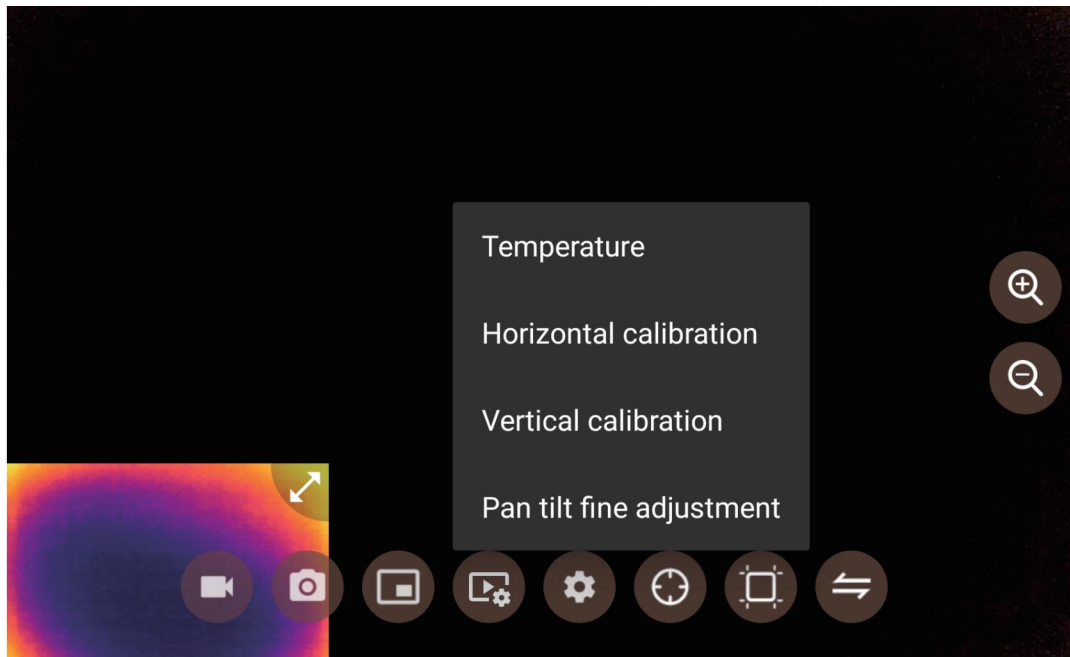 Temperature
Horizontal calibration
Vertical calibration
Pan tilt fine adjustment